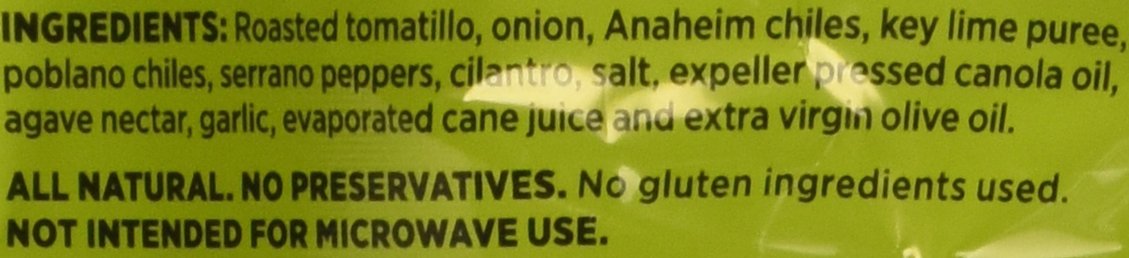 INGREDIENTS: Roasted tomatillo, onion, Anaheim chiles, key lime puree,
poblano chiles, serrano peppers, cilantro, salt, expeller pressed canola oil,
agave nectar, garlic, evaporated cane juice and extra virgin olive oil.
ALL NATURAL. NO PRESERVATIVES. No gluten ingredients used.
NOT INTENDED FOR MICROWAVE USE.